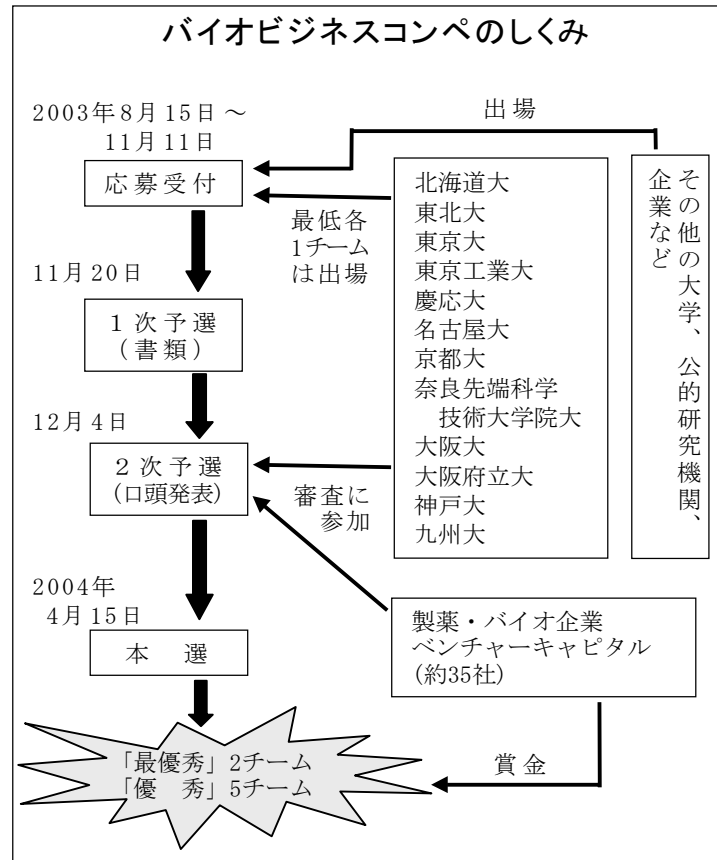 バイオビジネスコンペのしくみ
2003年8月15日～
11月11日
応募受付
出場
最低各
1チーム
は出場
北海道大
東北大
東京大
東京工業大
慶応大
名古屋大
京都大
奈良先端科学
技術大学院大
大阪大
大阪府立大
神戸大
九州大
その他の大学、公的研究機関、
企業など
11月20日
1次予選
(書類)
12月4日
2次予選
(口頭発表)
審査に
参加
2004年
4月15日
本 選
製薬・バイオ企業
ベンチャーキャピタル
(約35社)
賞金
「最優秀」2チーム
「優 秀」5チーム